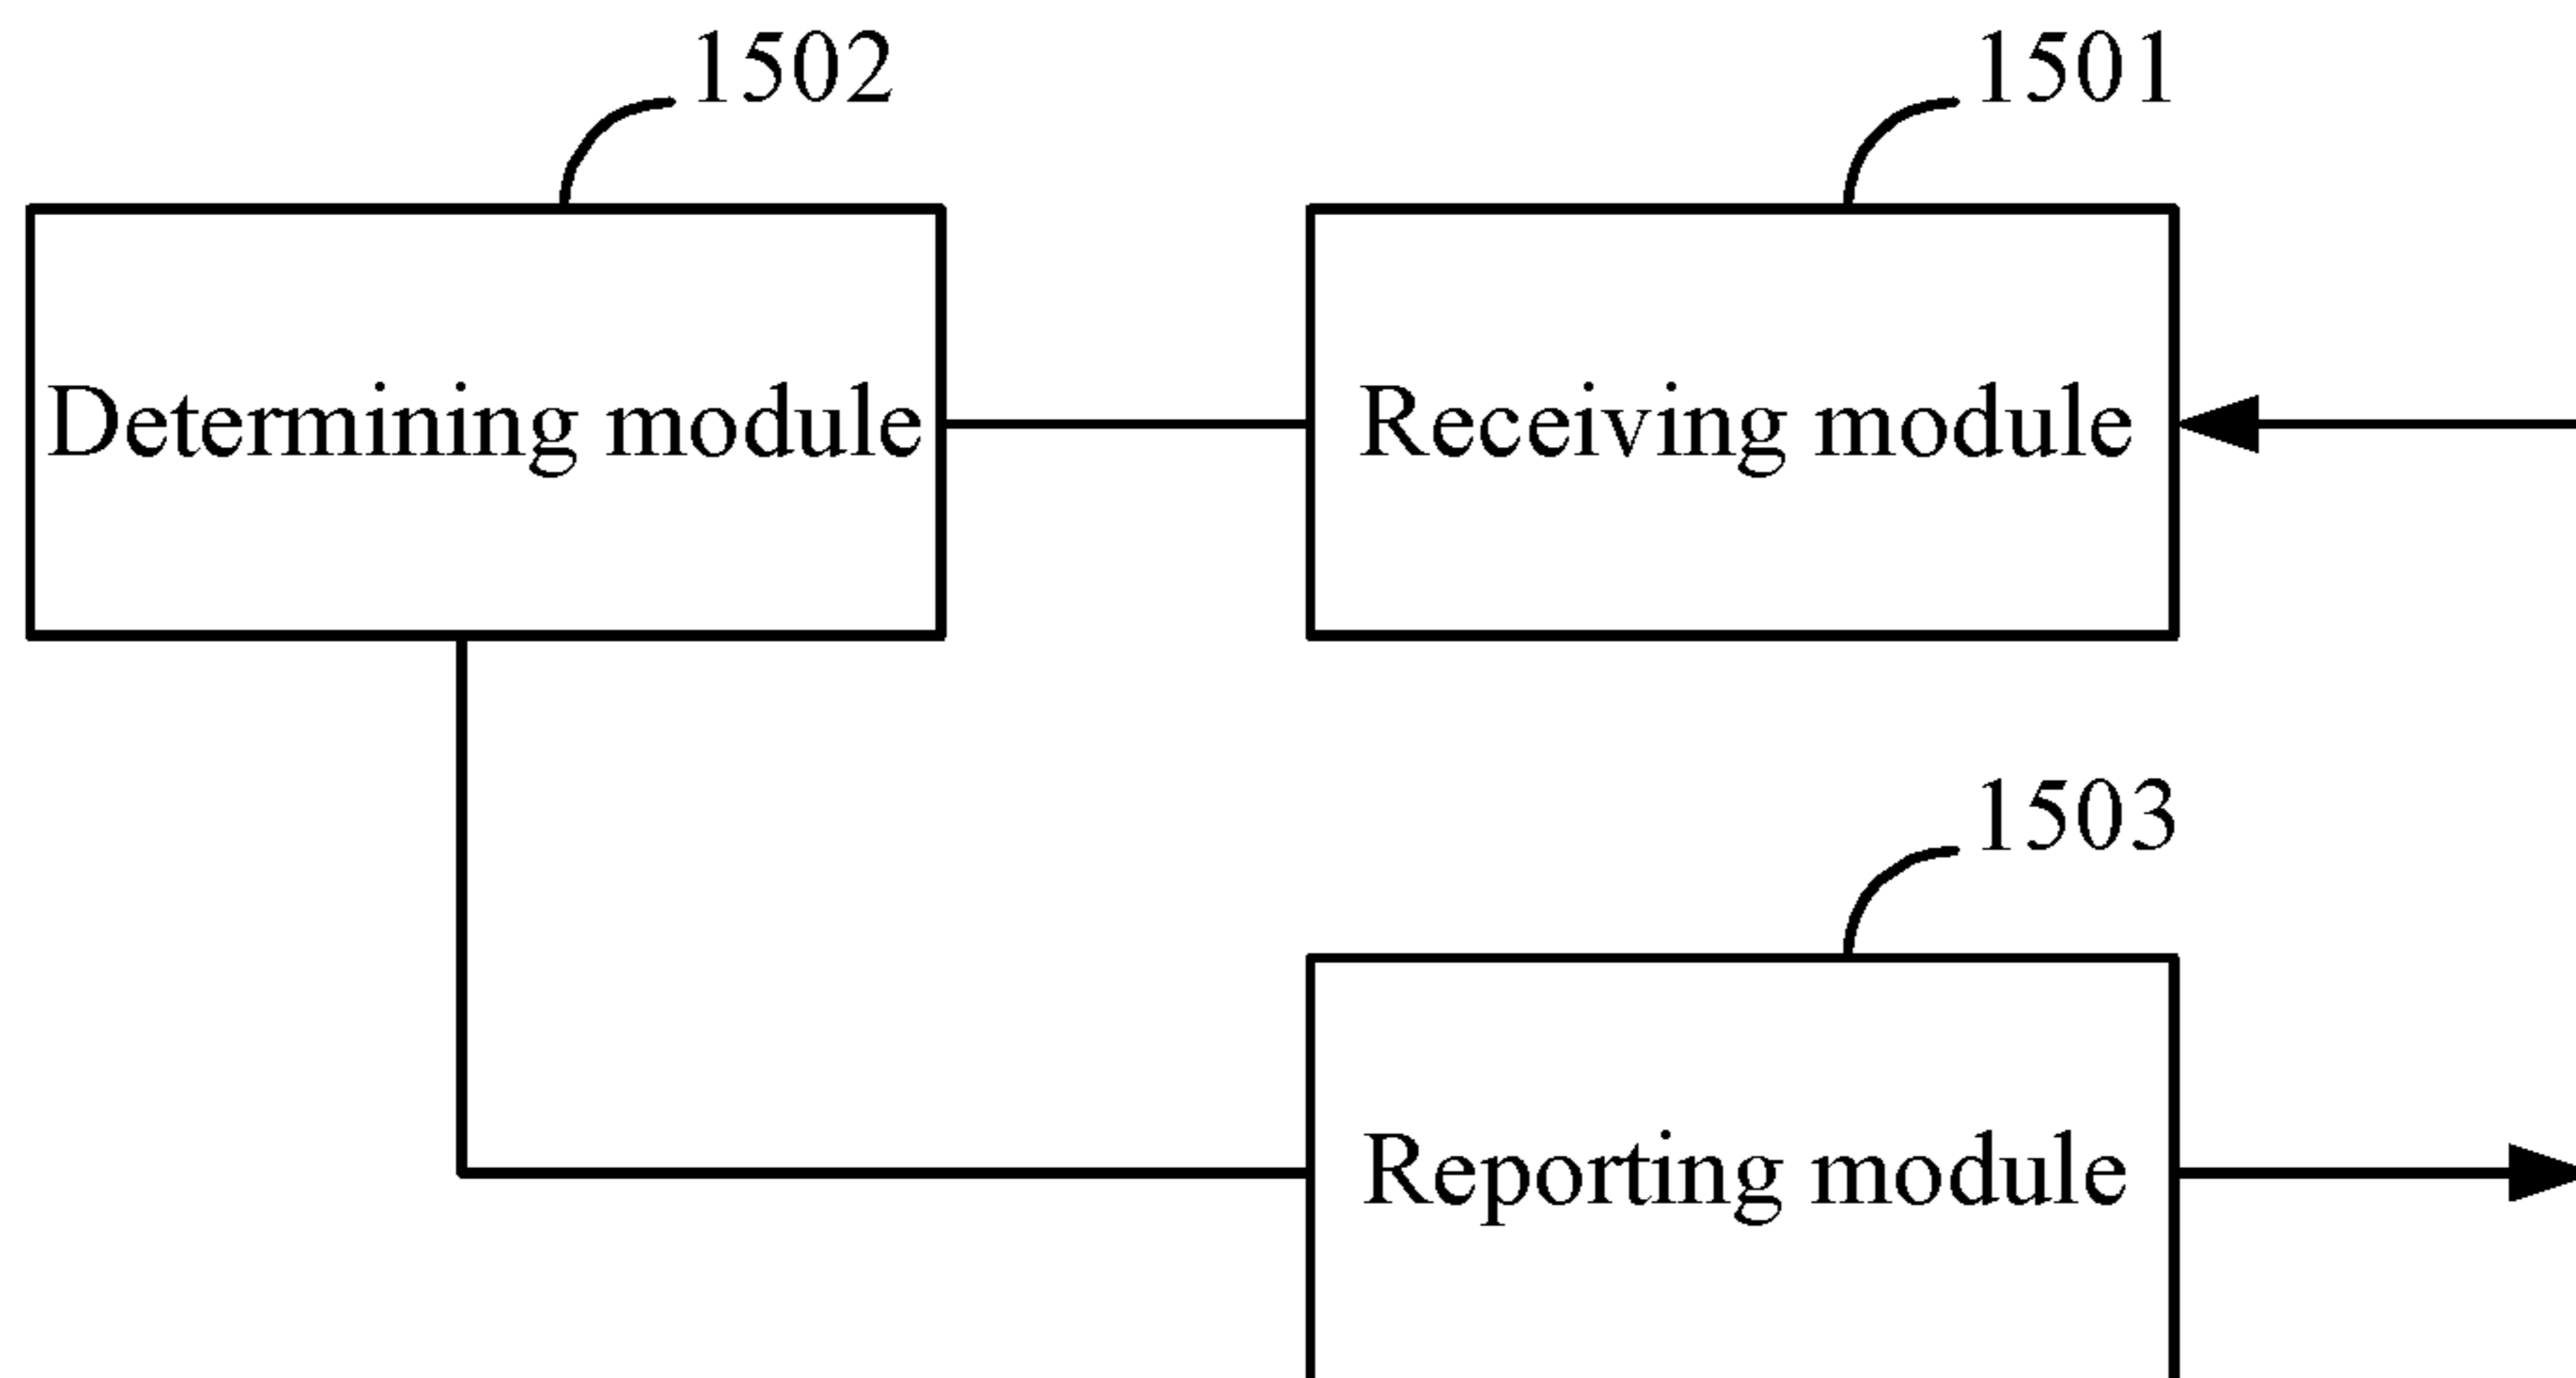 1502
1501
Determining module
Receiving module
1503
Reporting module